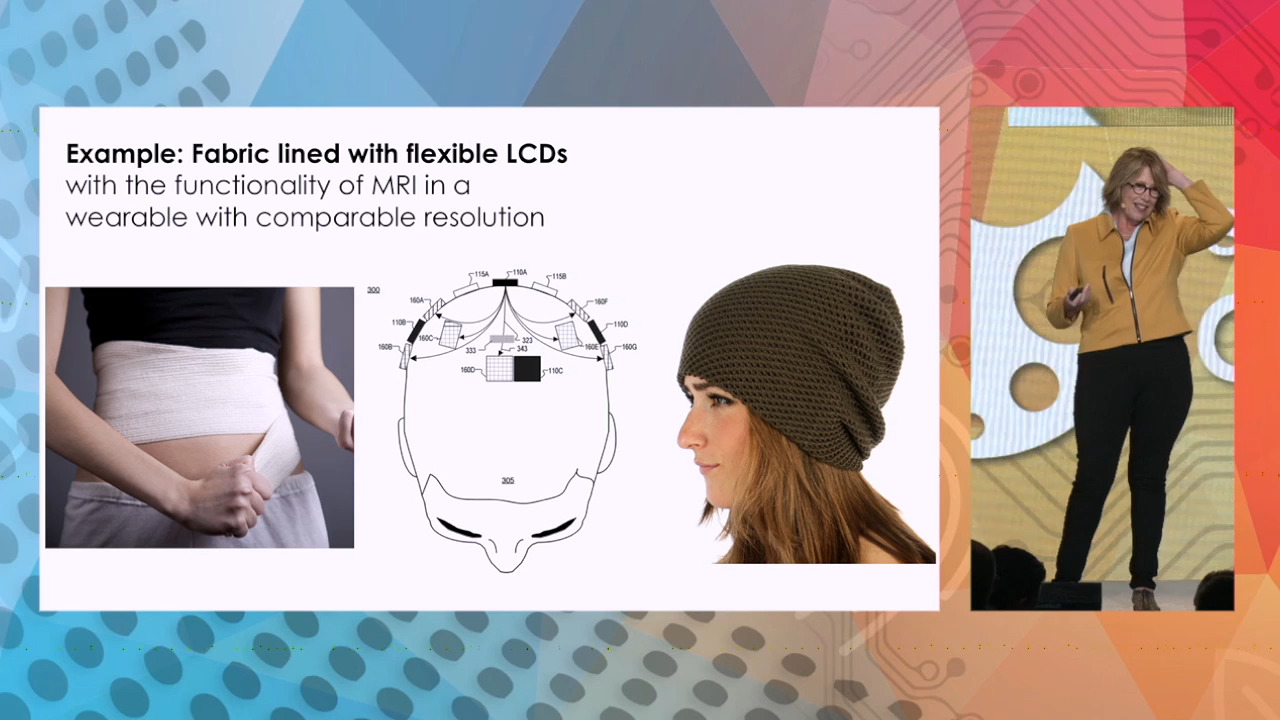 Example: Fabric lined with flexible LCDs
with the functionality of MRI in a
wearable with comparable resolution
300
115A
110A
115B
160A
160F
110B
110D
160C
323
160E
160B
333
343
160G
160D
110C
305